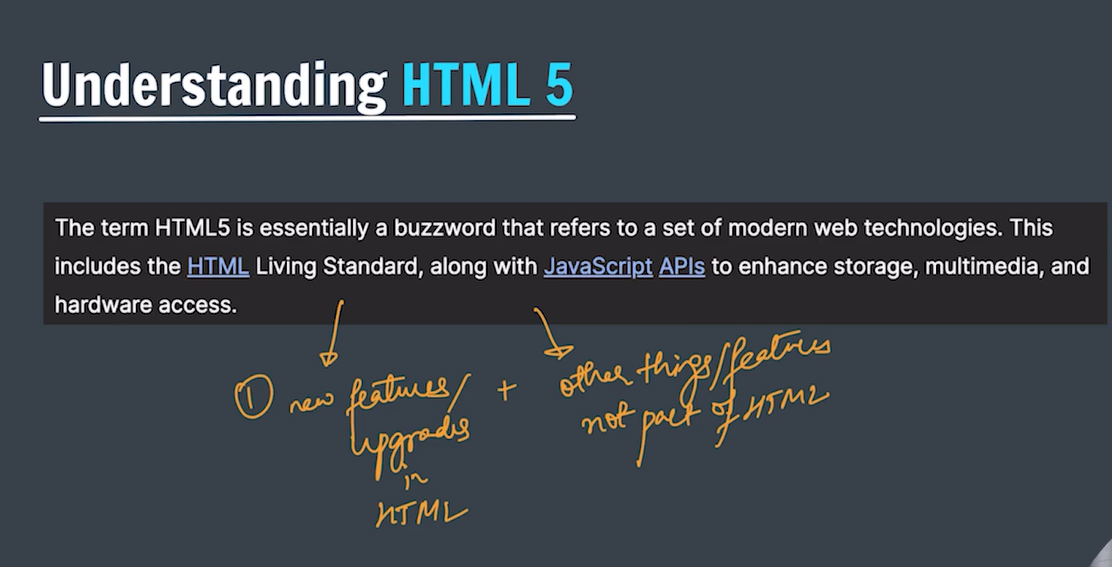 Understanding HTML 5
The term HTML5 is essentially a buzzword that refers to a set of modern web technologies. This
includes the HTML Living Standard, along with JavaScript APIs to enhance storage, multimedia, and
hardware access.
① new features/
upgrades
in
HTML
+
other things/features
not part of HTML